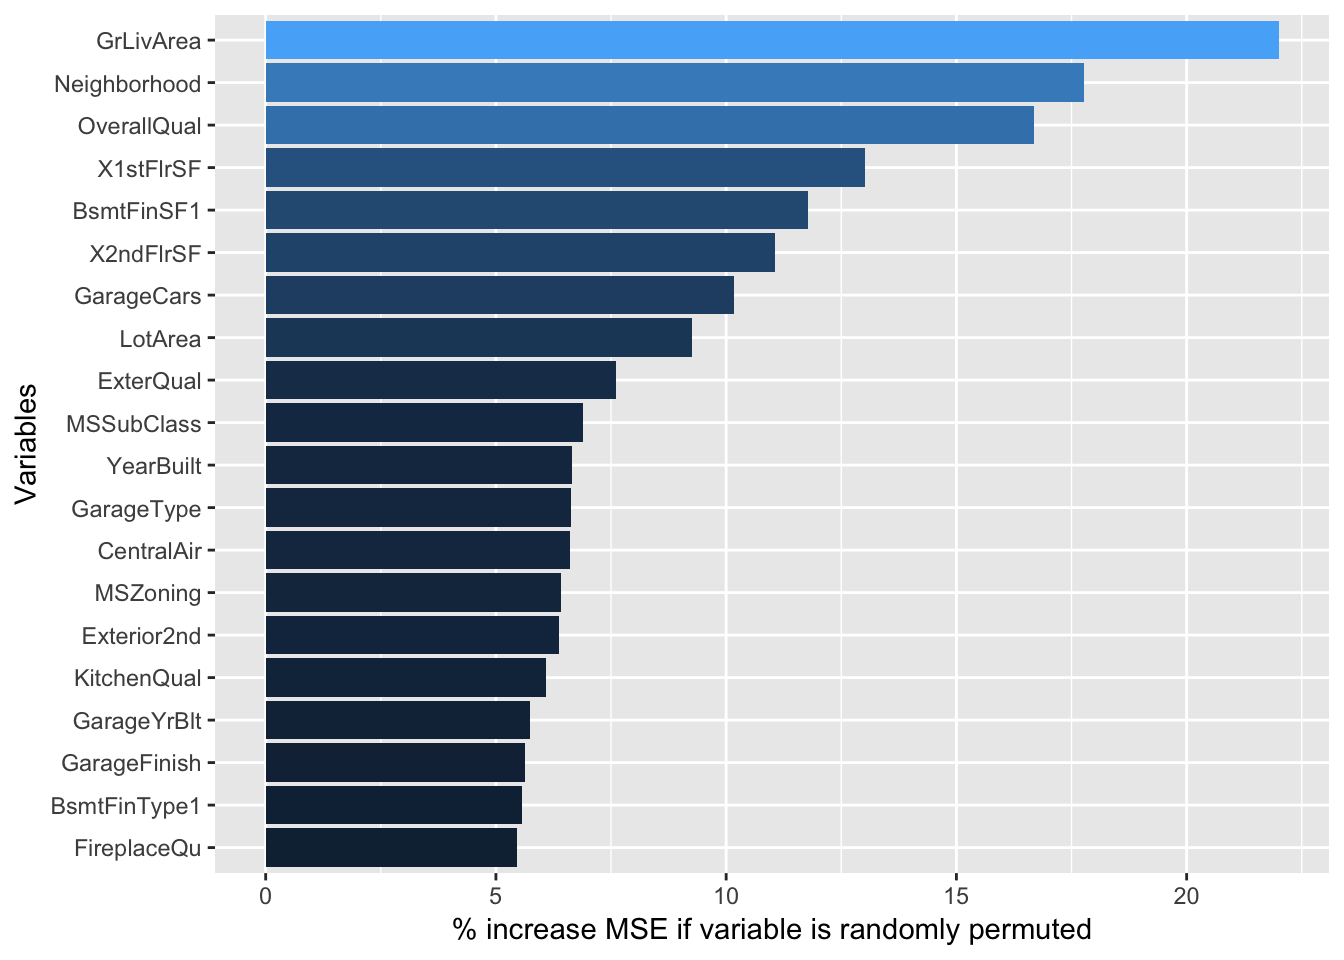 GrLivArea
Neighborhood
OverallQual
X1stFlrSF
BsmtFinSF1
X2ndFlrSF
GarageCars
LotArea
ExterQual
MSSubClass
YearBuilt
GarageType
CentralAir
MSZoning
Exterior2nd
KitchenQual
GarageYrBlt
GarageFinish
BsmtFinType1
FireplaceQu
Variables
0 5 10 15 20
% increase MSE if variable is randomly permuted